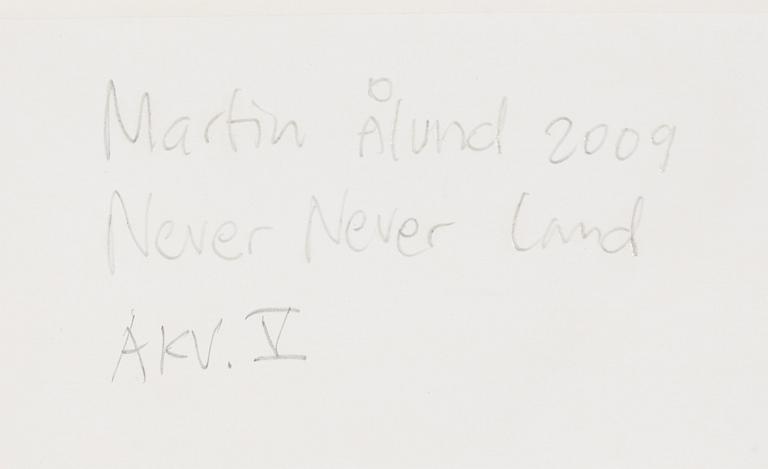 Martin Ålund 2009
Never Never Land
AKV. V